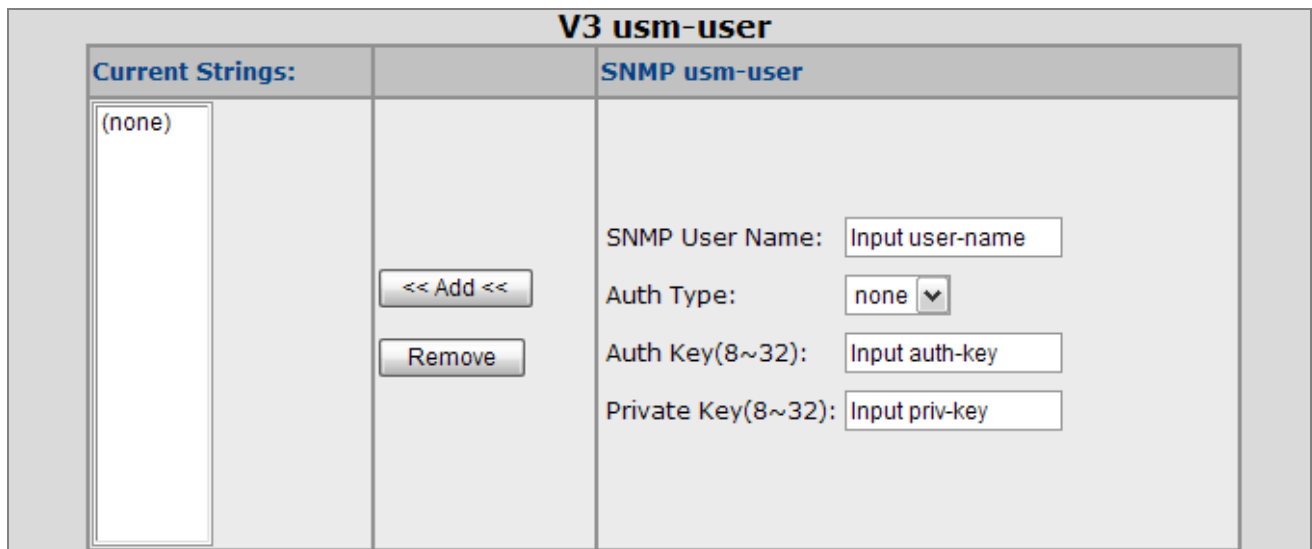 V3 usm-user
Current Strings:
SNMP usm-user
(none)
<< Add <<
Remove
SNMP User Name: Input user-name
Auth Type: none
Auth Key(8~32): Input auth-key
Private Key(8~32): Input priv-key